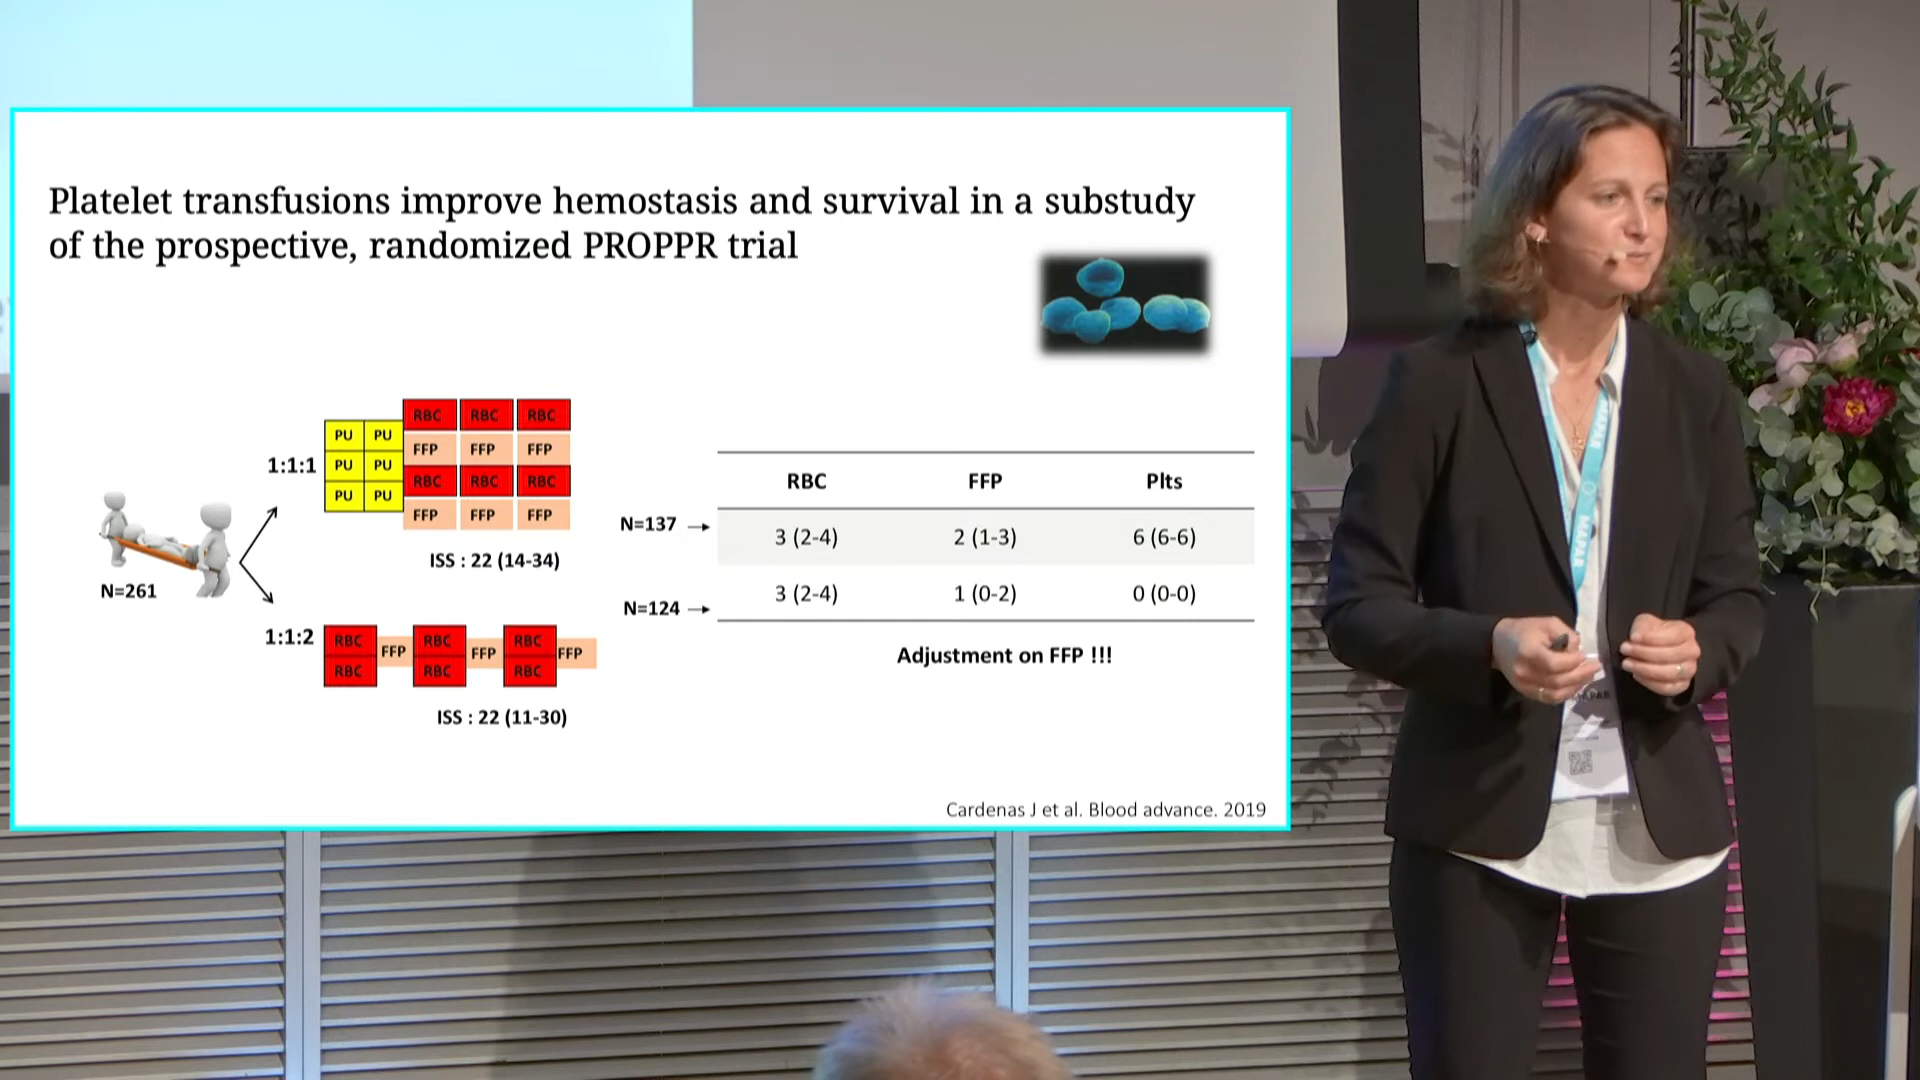 Platelet transfusions improve hemostasis and survival in a substudy
of the prospective, randomized PROPPR trial
1:1:1
PU PU
PU PU
PU PU
RBC RBC RBC
FFP FFP FFP
RBC RBC RBC
FFP FFP FFP
ISS : 22 (14-34)
N=261
1:1:2
RBC FFP RBC FFP RBC FFP
RBC RBC RBC
ISS : 22 (11-30)
RBC FFP Plts
N=137 3 (2-4) 2 (1-3) 6 (6-6)
N=124 3 (2-4) 1 (0-2) 0 (0-0)
Adjustment on FFP !!!
Cardenas J et al. Blood advance. 2019